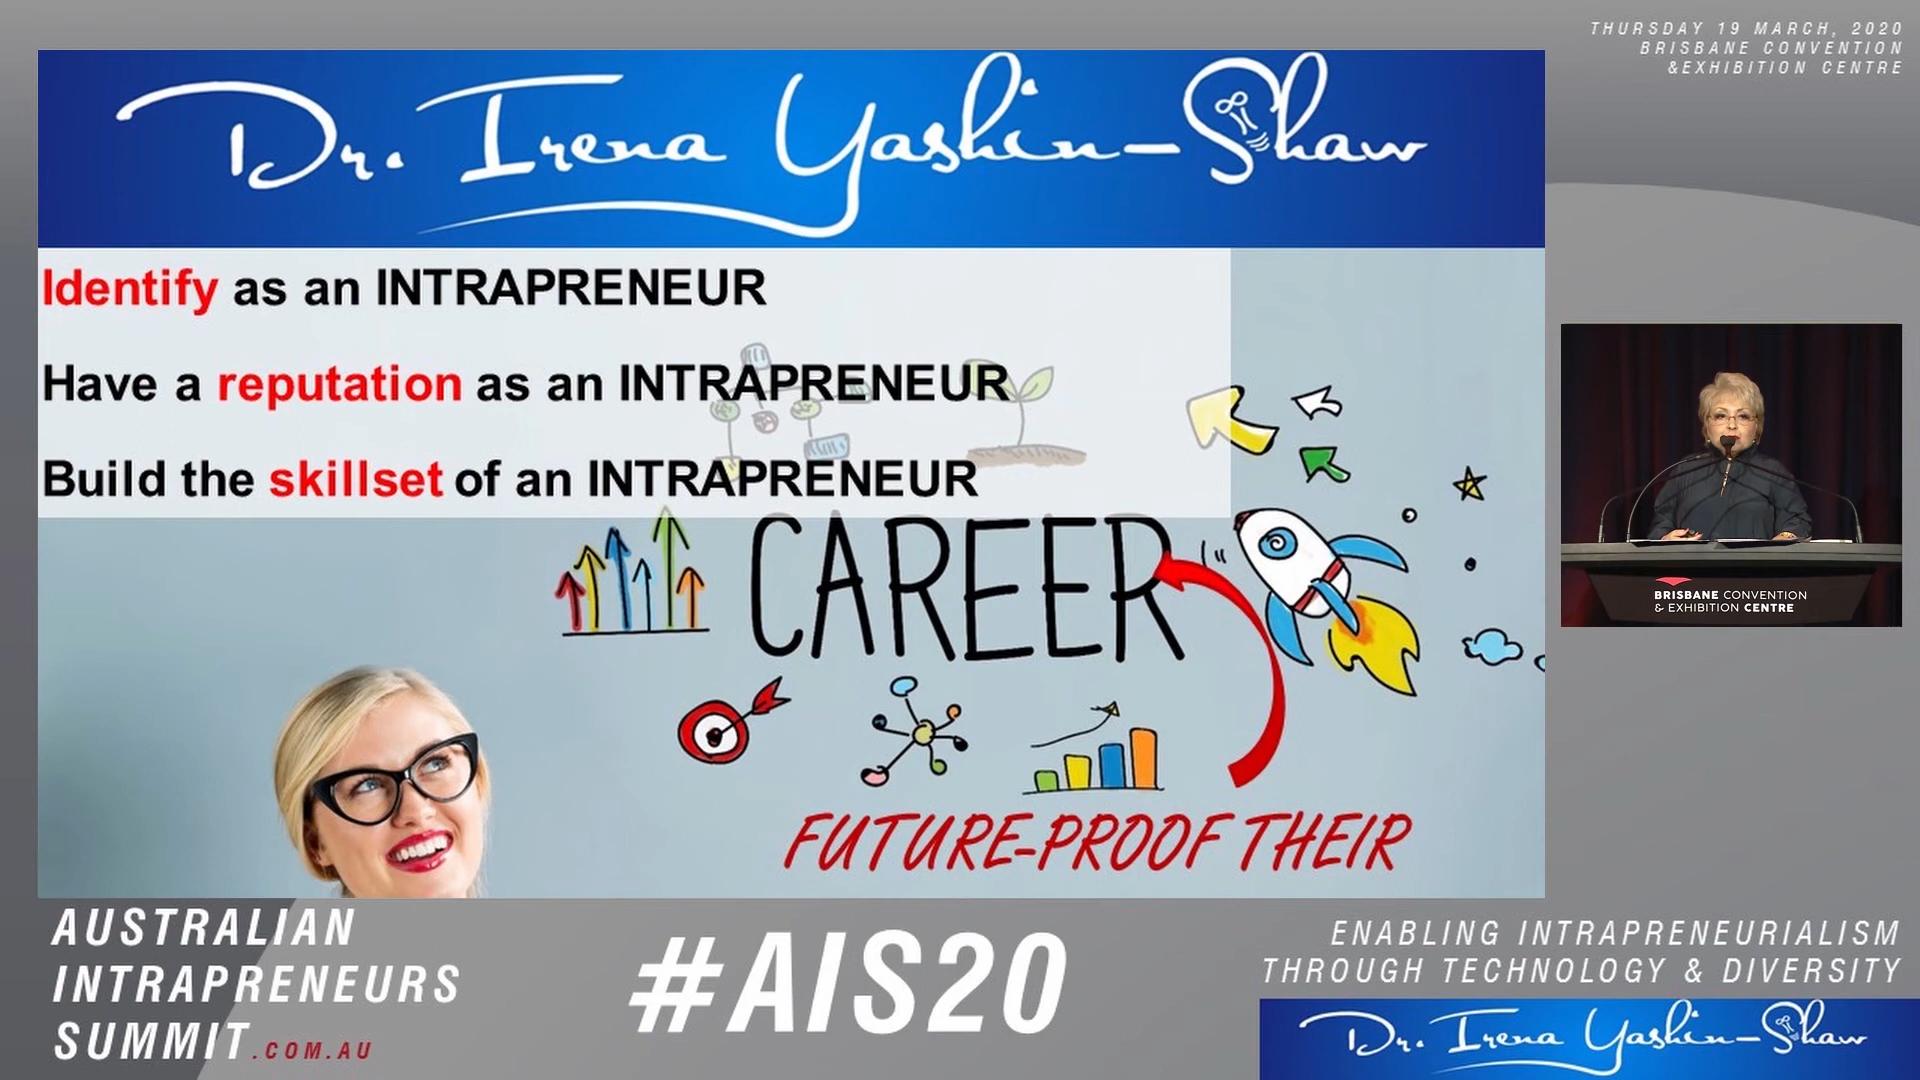 THURSDAY 19 MARCH, 2020
BRISBANE CONVENTION
&EXHIBITION CENTRE
Dr. Irena Yashin-Shaw
Identify as an INTRAPRENEUR
Have a reputation as an INTRAPRENEUR
Build the skillset of an INTRAPRENEUR
CAREER
FUTURE-PROOF THEIR
BRISBANE CONVENTION
& EXHIBITION CENTRE
AUSTRALIAN
INTRAPRENEURS
SUMMIT.COM.AU
#AIS20
ENABLING INTRAPRENEURIALISM
THROUGH TECHNOLOGY & DIVERSITY
Dr. Irena Yashin-Shaw